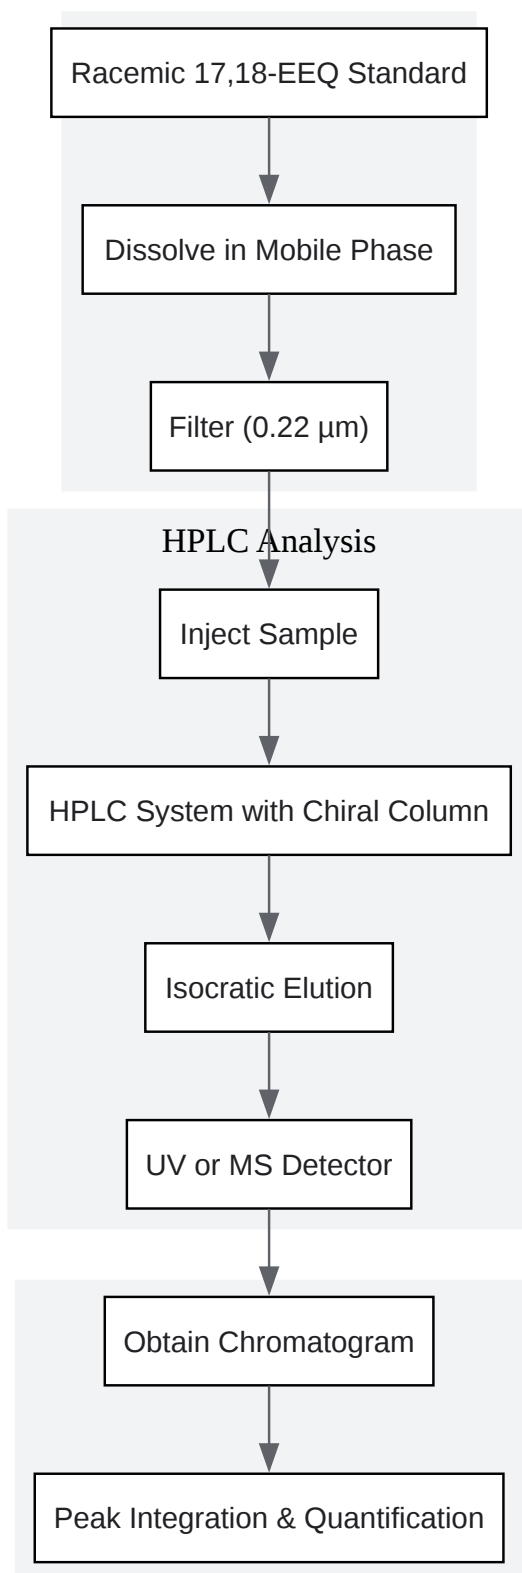 Racemic 17,18-EEQ Standard
Dissolve in Mobile Phase
Filter (0.22 µm)
HPLC Analysis
Inject Sample
HPLC System with Chiral Column
Isocratic Elution
UV or MS Detector
Obtain Chromatogram
Peak Integration & Quantification